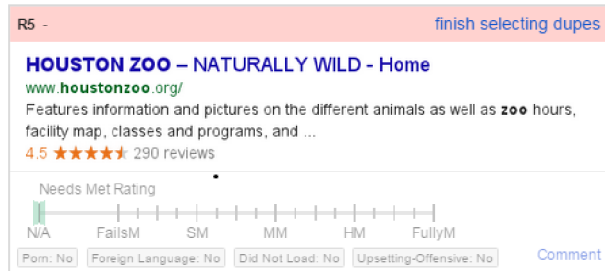 R5 - finish selecting dupes
HOUSTON ZOO – NATURALLY WILD - Home
www.houstonzoo.org/
Features information and pictures on the different animals as well as zoo hours,
facility map, classes and programs, and ...
4.5 ★★★★★ 290 reviews
Needs Met Rating
N/A FailsM SM MM HM FullyM
Porn: No Foreign Language: No Did Not Load: No Upsetting-Offensive: No Comment